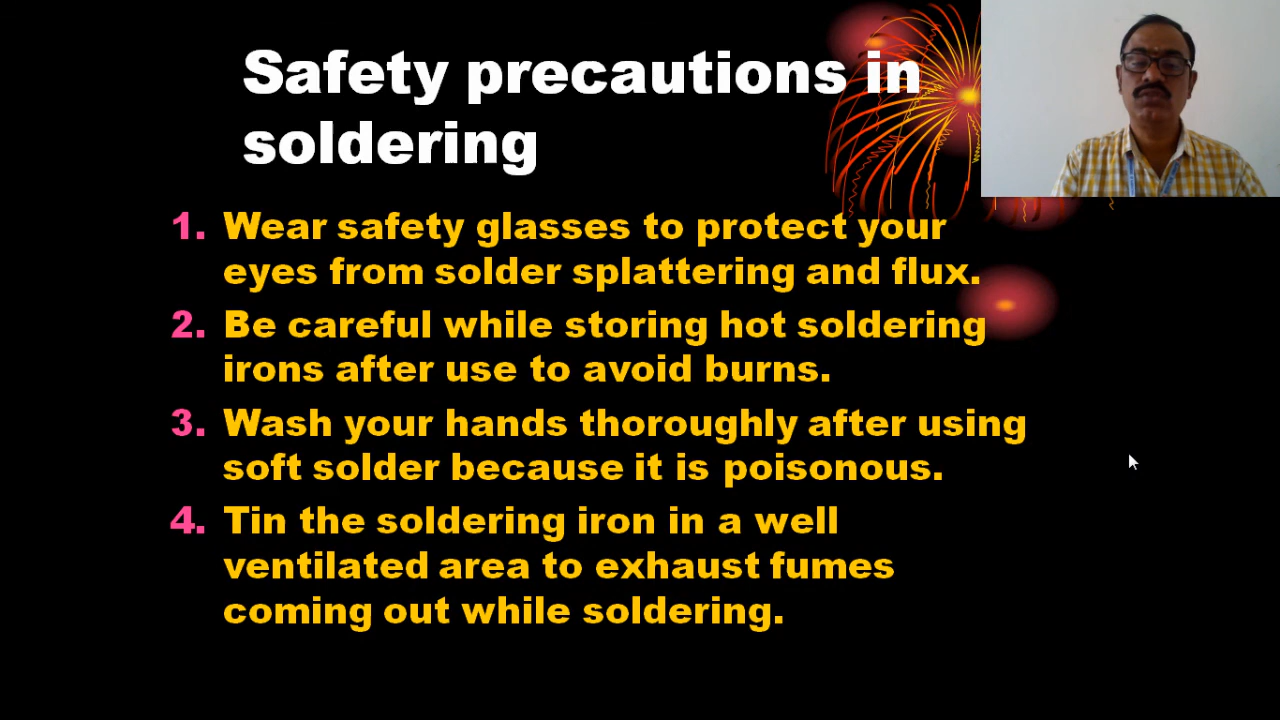 Safety precautions in
soldering
1. Wear safety glasses to protect your
eyes from solder splattering and flux.
2. Be careful while storing hot soldering
irons after use to avoid burns.
3. Wash your hands thoroughly after using
soft solder because it is poisonous.
4. Tin the soldering iron in a well
ventilated area to exhaust fumes
coming out while soldering.